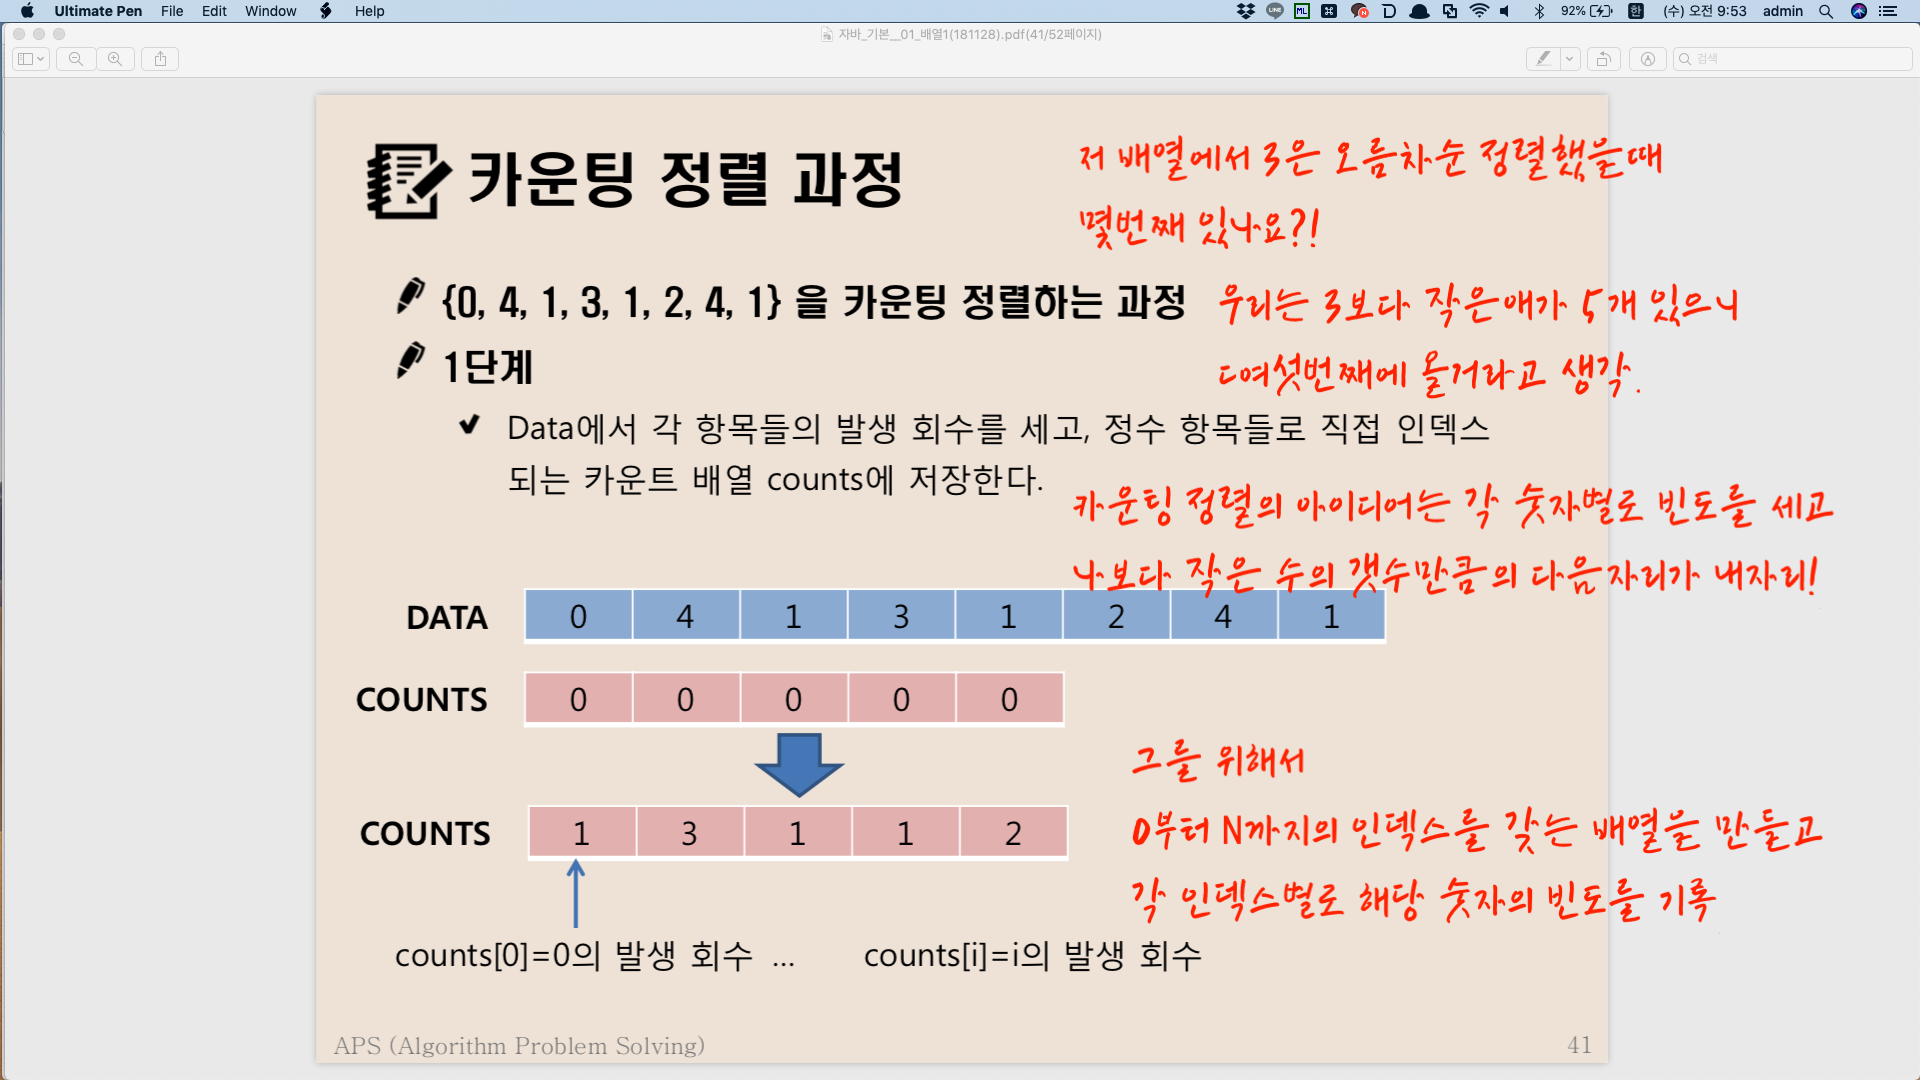 Ultimate Pen File Edit Window Help 92% 한 (수) 오전 9:53 admin
자바_기본__01_배열1(181128).pdf(41/52페이지)
검색
카운팅 정렬 과정
저 배열에서 3은 오름차순 정렬했을때
몇번째 있나요?!
{0, 4, 1, 3, 1, 2, 4, 1} 을 카운팅 정렬하는 과정
우리는 3보다 작은애가 5개 있으니
여섯번째에 올거라고 생각.
1단계
Data에서 각 항목들의 발생 회수를 세고, 정수 항목들로 직접 인덱스
되는 카운트 배열 counts에 저장한다.
카운팅 정렬의 아이디어는 각 숫자별로 빈도를 세고
나보다 작은 수의 갯수만큼의 다음자리가 내자리!
DATA 0 4 1 3 1 2 4 1
COUNTS 0 0 0 0 0
그를 위해서
0부터 N까지의 인덱스를 갖는 배열을 만들고
각 인덱스별로 해당 숫자의 빈도를 기록
COUNTS 1 3 1 1 2
counts[0]=0의 발생 회수 ... counts[i]=i의 발생 회수
APS (Algorithm Problem Solving) 41